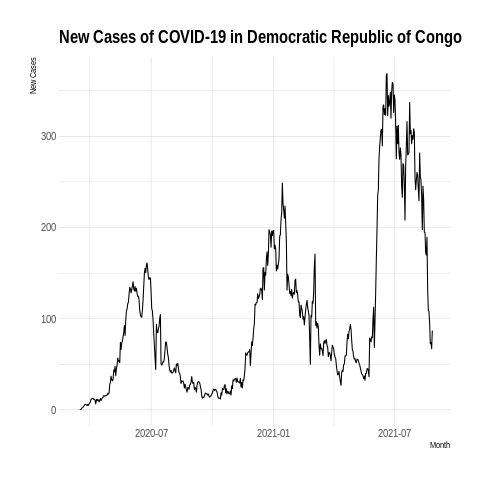 New Cases of COVID-19 in Democratic Republic of Congo
New Cases
300
200
100
0
2020-07
2021-01
2021-07
Month